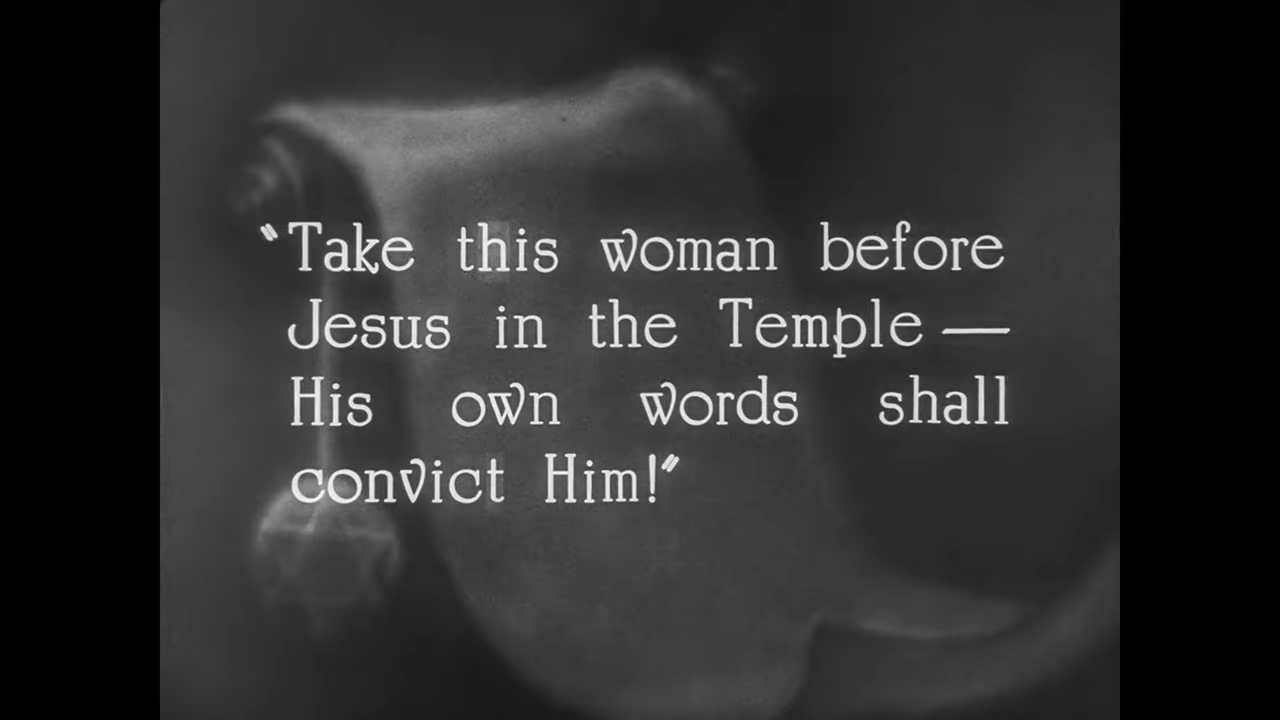 “Take this woman before
Jesus in the Temple —
His own words shall
convict Him!”